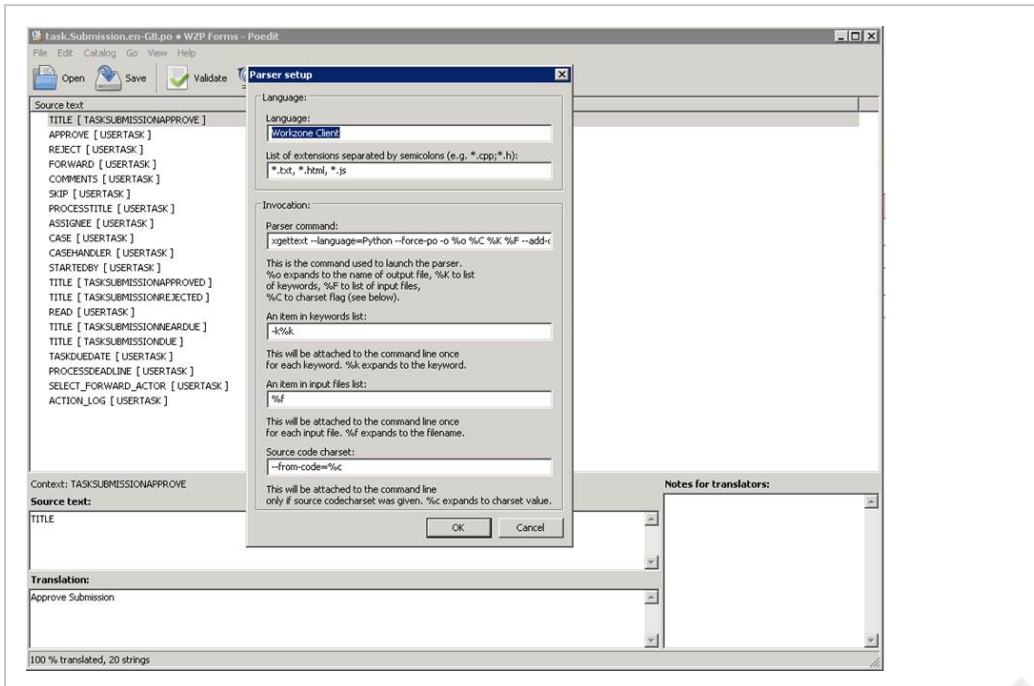 task.Submission.en-GB.po • W2P Forms - Poedit
File Edit Catalog Go View Help
Open Save Validate
Source text
TITLE [ TASKSUBMISSIONAPPROVE ]
APPROVE [ USERTASK ]
REJECT [ USERTASK ]
FORWARD [ USERTASK ]
COMMENTS [ USERTASK ]
SKIP [ USERTASK ]
PROCESSTITLE [ USERTASK ]
ASSIGNEE [ USERTASK ]
CASE [ USERTASK ]
CASEHANDLER [ USERTASK ]
STARTEDBY [ USERTASK ]
TITLE [ TASKSUBMISSIONAPPROVED ]
TITLE [ TASKSUBMISSIONREJECTED ]
READ [ USERTASK ]
TITLE [ TASKSUBMISSIONNEARDUE ]
TITLE [ TASKSUBMISSIONDUE ]
TASKDUEDATE [ USERTASK ]
PROCESSDEADLINE [ USERTASK ]
SELECT_FORWARD_ACTOR [ USERTASK ]
ACTION_LOG [ USERTASK ]
Parser setup
Language:
Language:
Workzone Client
List of extensions separated by semicolons (e.g. *.cpp;*.h):
*.txt, *.html, *.js
Invocation:
Parser command:
xgettext --language=Python --force-po -o %o %C %K %F --add-c
This is the command used to launch the parser.
%o expands to the name of output file, %K to list
of keywords, %F to list of input files,
%C to charset flag (see below).
An item in keywords list:
-k%k
This will be attached to the command line once
for each keyword. %k expands to the keyword.
An item in input files list:
%f
This will be attached to the command line once
for each input file. %f expands to the filename.
Source code charset:
--from-code=%c
This will be attached to the command line
only if source codecharset was given. %c expands to charset value.
OK Cancel
Context: TASKSUBMISSIONAPPROVE
Source text:
TITLE
Translation:
Approve Submission
Notes for translators:
100 % translated, 20 strings